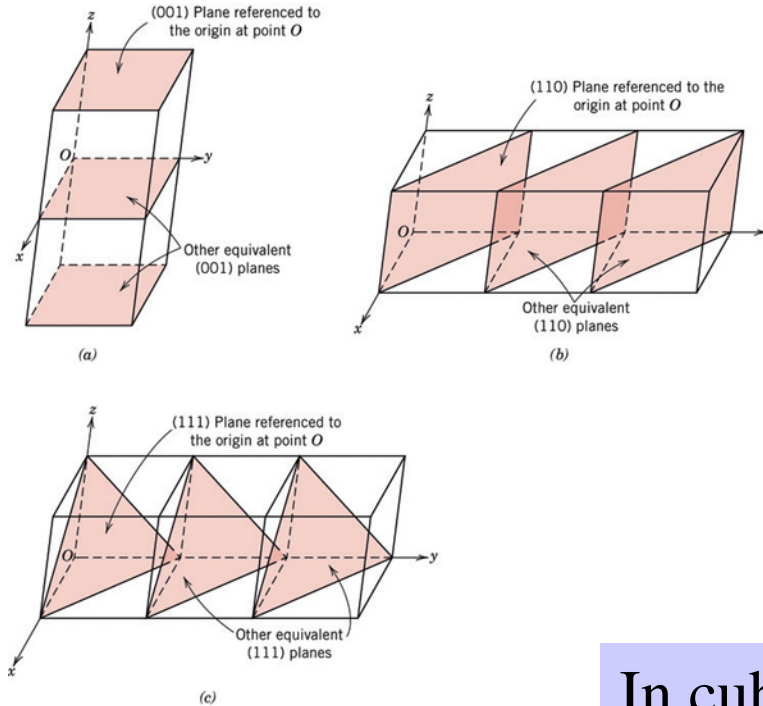 z
(001) Plane referenced to
the origin at point O
O
y
x
Other equivalent
(001) planes
(a)
(110) Plane referenced to the
origin at point O
z
O
Other equivalent
(110) planes
x
(b)
z
(111) Plane referenced to
the origin at point O
O
y
Other equivalent
(111) planes
x
(c)
In